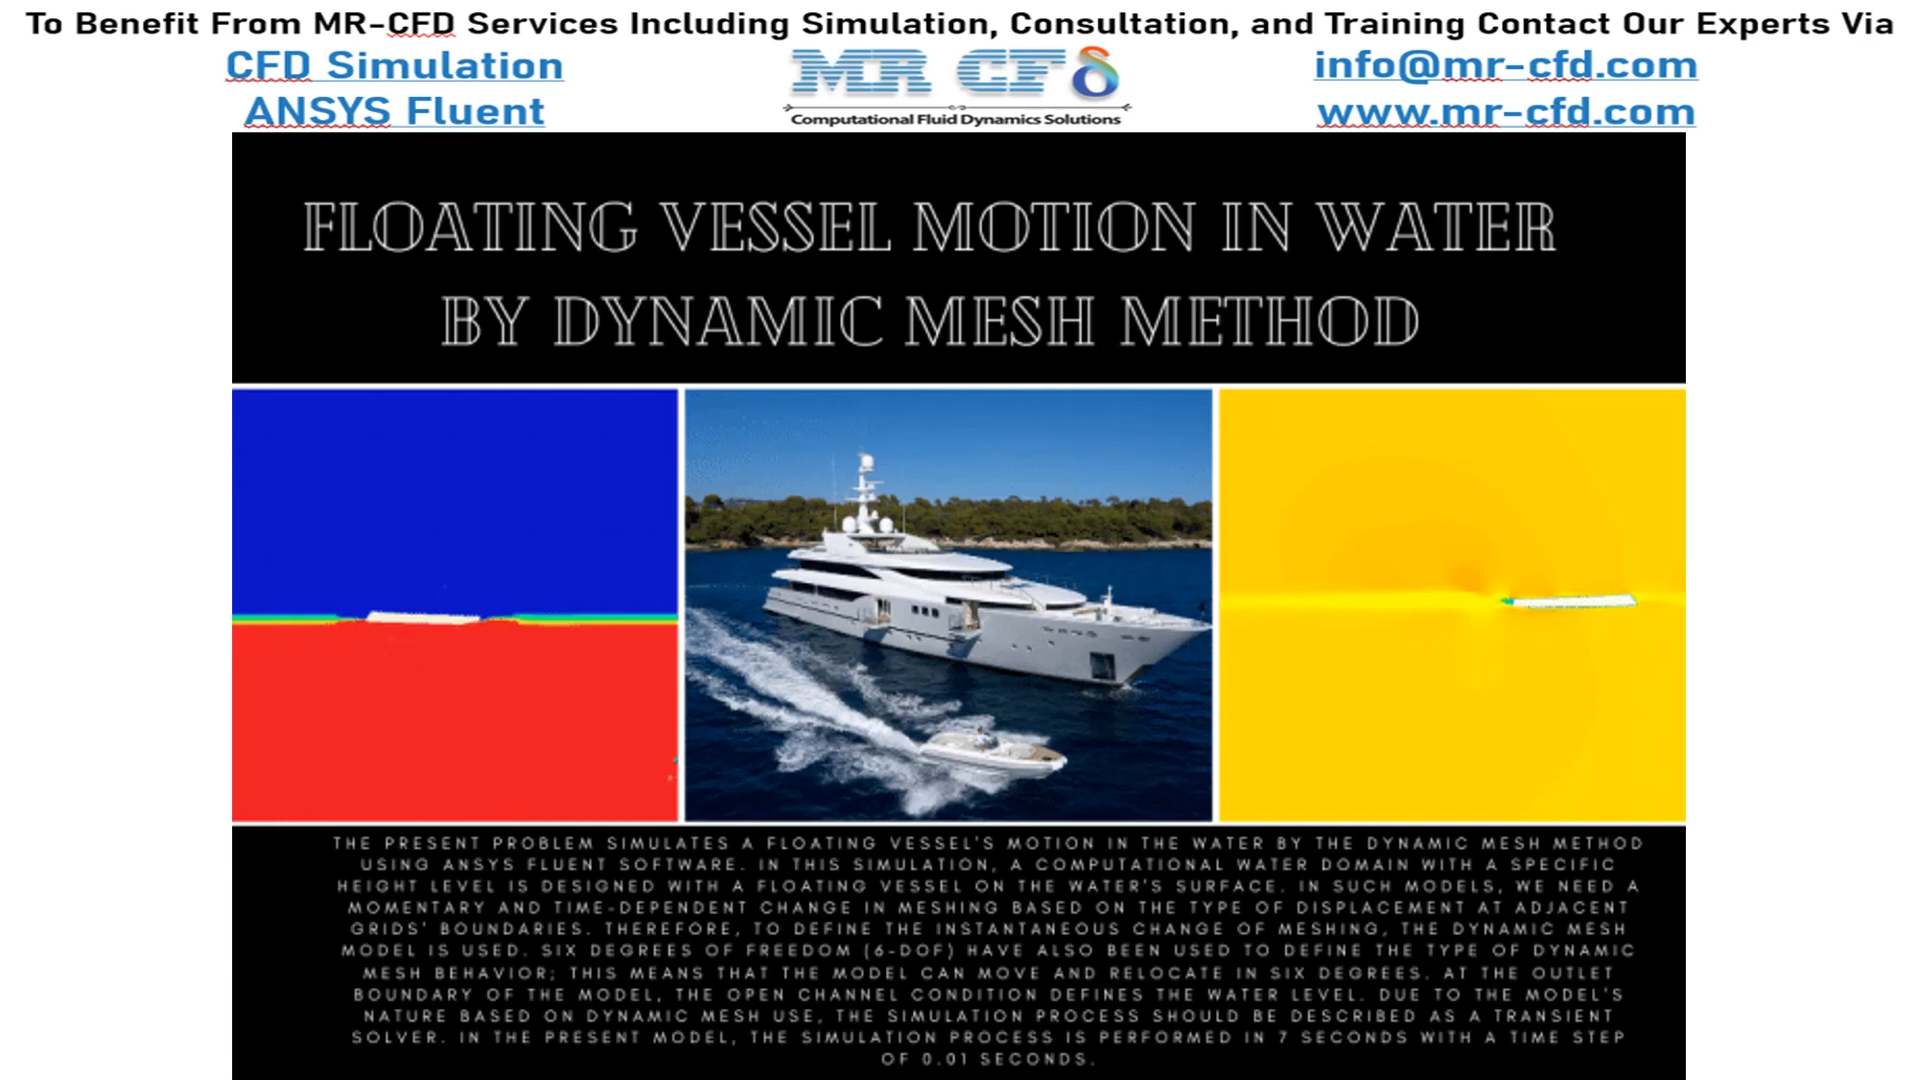 To Benefit From MR-CFD Services Including Simulation, Consultation, and Training Contact Our Experts Via
CFD Simulation
ANSYS Fluent
MR CFδ
Computational Fluid Dynamics Solutions
info@mr-cfd.com
www.mr-cfd.com
FLOATING VESSEL MOTION IN WATER
BY DYNAMIC MESH METHOD
THE PRESENT PROBLEM SIMULATES A FLOATING VESSEL'S MOTION IN THE WATER BY THE DYNAMIC MESH METHOD
USING ANSYS FLUENT SOFTWARE. IN THIS SIMULATION, A COMPUTATIONAL WATER DOMAIN WITH A SPECIFIC
HEIGHT LEVEL IS DESIGNED WITH A FLOATING VESSEL ON THE WATER'S SURFACE. IN SUCH MODELS, WE NEED A
MOMENTARY AND TIME-DEPENDENT CHANGE IN MESHING BASED ON THE TYPE OF DISPLACEMENT AT ADJACENT
GRIDS' BOUNDARIES. THEREFORE, TO DEFINE THE INSTANTANEOUS CHANGE OF MESHING, THE DYNAMIC MESH
MODEL IS USED. SIX DEGREES OF FREEDOM (6-DOF) HAVE ALSO BEEN USED TO DEFINE THE TYPE OF DYNAMIC
MESH BEHAVIOR; THIS MEANS THAT THE MODEL CAN MOVE AND RELOCATE IN SIX DEGREES. AT THE OUTLET
BOUNDARY OF THE MODEL, THE OPEN CHANNEL CONDITION DEFINES THE WATER LEVEL. DUE TO THE MODEL'S
NATURE BASED ON DYNAMIC MESH USE, THE SIMULATION PROCESS SHOULD BE DESCRIBED AS A TRANSIENT
SOLVER. IN THE PRESENT MODEL, THE SIMULATION PROCESS IS PERFORMED IN 7 SECONDS WITH A TIME STEP
OF 0.01 SECONDS.